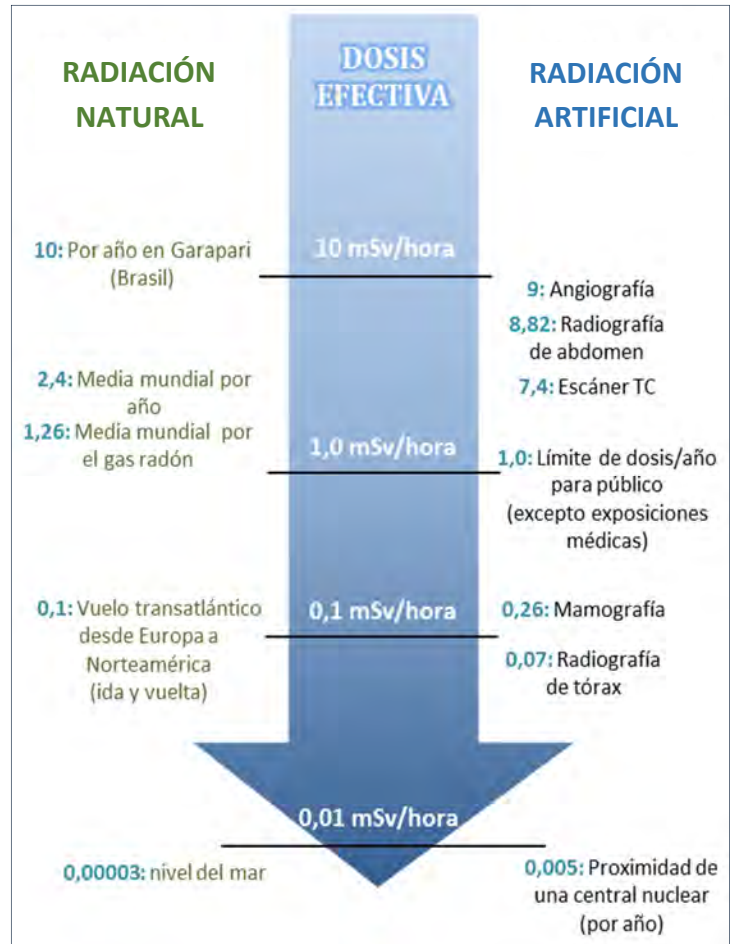 RADIACIÓN
NATURAL
DOSIS
EFECTIVA
RADIACIÓN
ARTIFICIAL
10: Por año en Garapari
(Brasil)
10 mSv/hora
9: Angiografía
8,82: Radiografía
de abdomen
7,4: Escáner TC
2,4: Media mundial por
año
1,26: Media mundial por
el gas radón
1,0 mSv/hora
1,0: Límite de dosis/año
para público
(excepto exposiciones
médicas)
0,1: Vuelo transatlántico
desde Europa a
Norteamérica
(ida y vuelta)
0,1 mSv/hora
0,26: Mamografía
0,07: Radiografía
de tórax
0,01 mSv/hora
0,00003: nivel del mar
0,005: Proximidad de
una central nuclear
(por año)